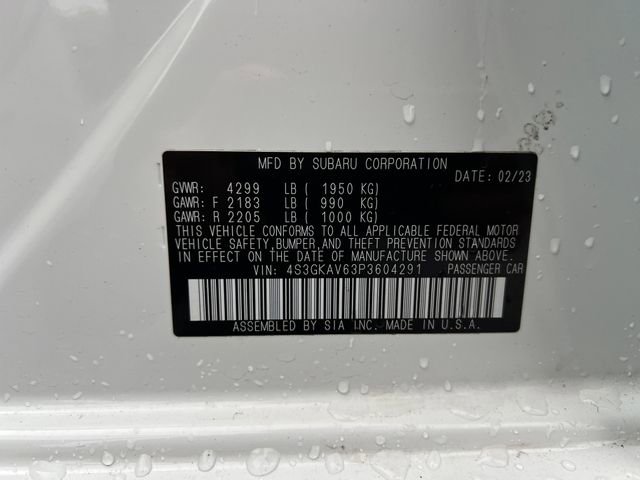 MFD BY SUBARU CORPORATION
DATE: 02/23
GVWR: 4299 LB ( 1950 KG)
GAWR: F 2183 LB ( 990 KG)
GAWR: R 2205 LB ( 1000 KG)
THIS VEHICLE CONFORMS TO ALL APPLICABLE FEDERAL MOTOR
VEHICLE SAFETY, BUMPER, AND THEFT PREVENTION STANDARDS
IN EFFECT ON THE DATE OF MANUFACTURE SHOWN ABOVE.
VIN: 4S3GKAV63P3604291 PASSENGER CAR
ASSEMBLED BY SIA INC. MADE IN U.S.A.